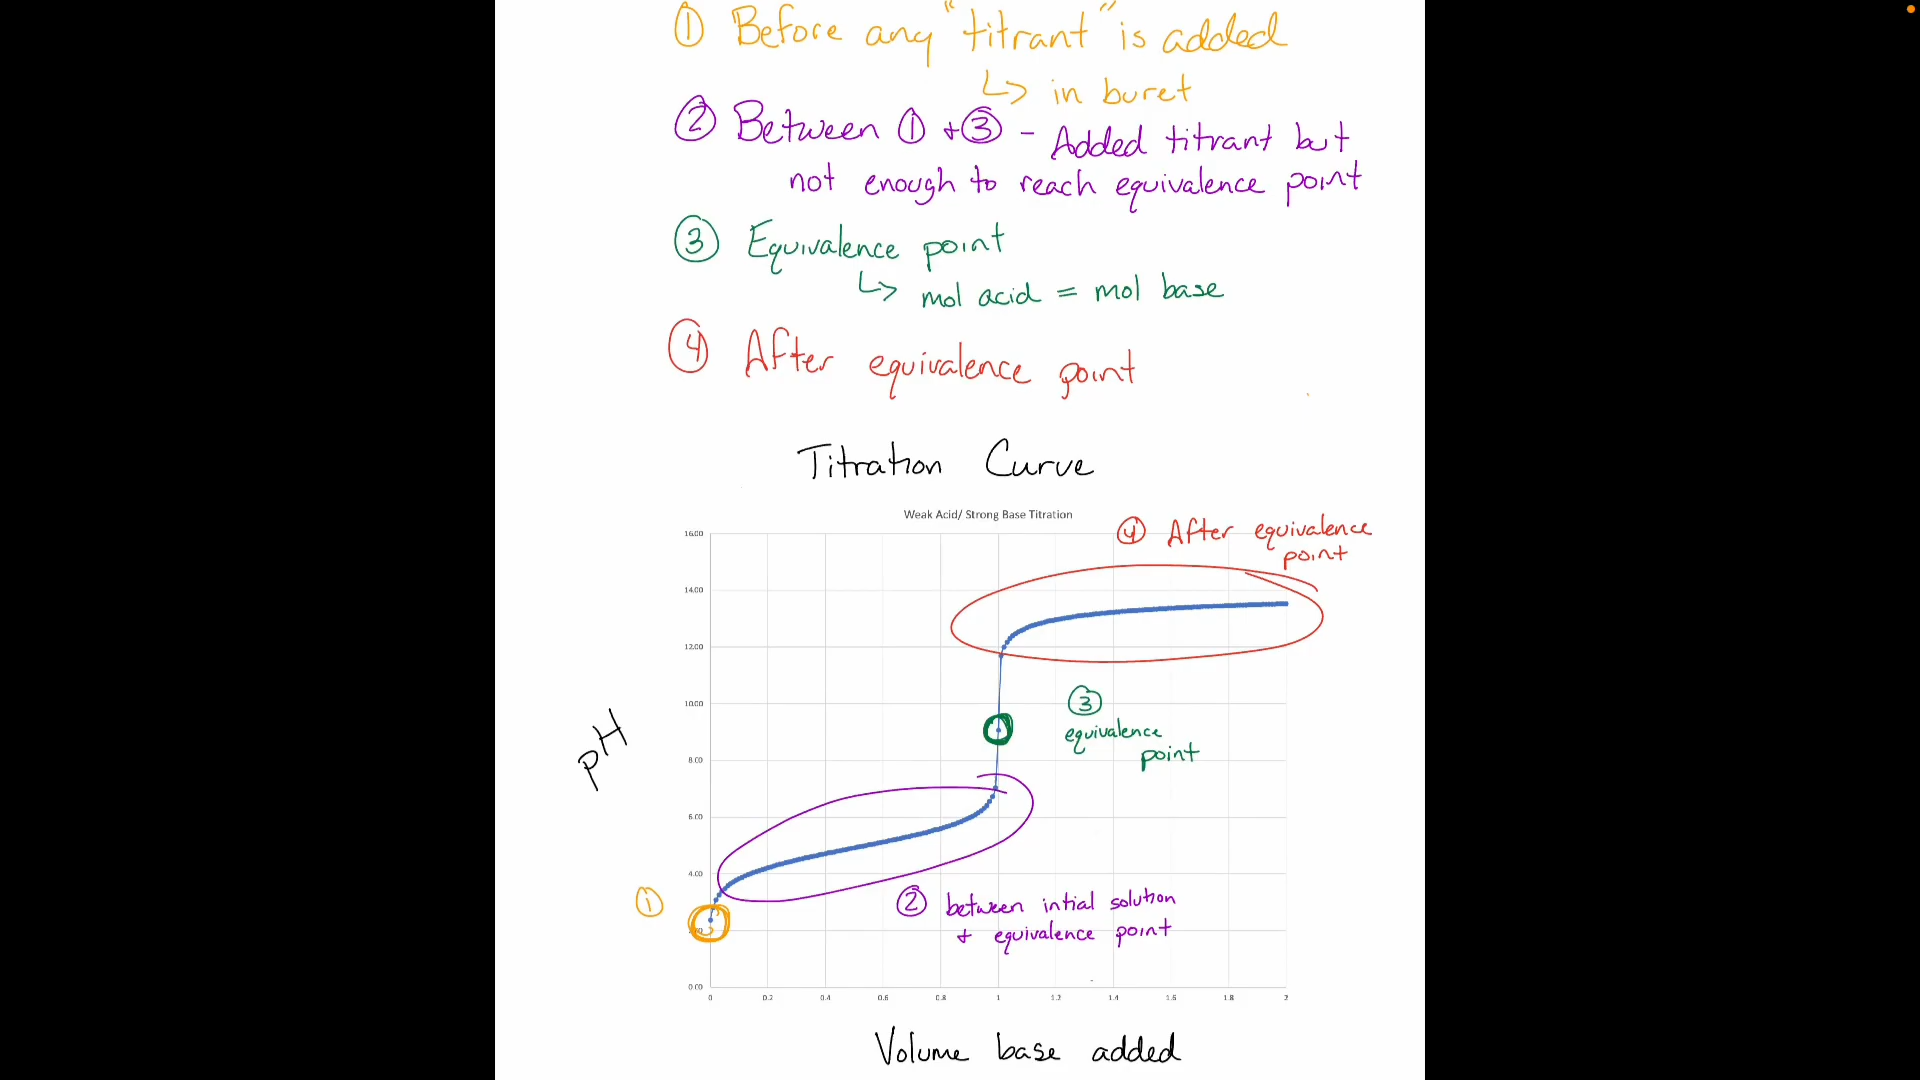 ① Before any "titrant" is added
↳ in buret
② Between ① + ③ - Added titrant but
not enough to reach equivalence point
③ Equivalence point
↳ mol acid = mol base
④ After equivalence point
Titration Curve
Weak Acid/ Strong Base Titration
④ After equivalence
point
16.00
14.00
12.00
10.00
8.00
6.00
4.00
0.00
pH
③
equivalence
point
①
② between intial solution
+ equivalence point
0 0.2 0.4 0.6 0.8 1 1.2 1.4 1.6 1.8 2
Volume base added